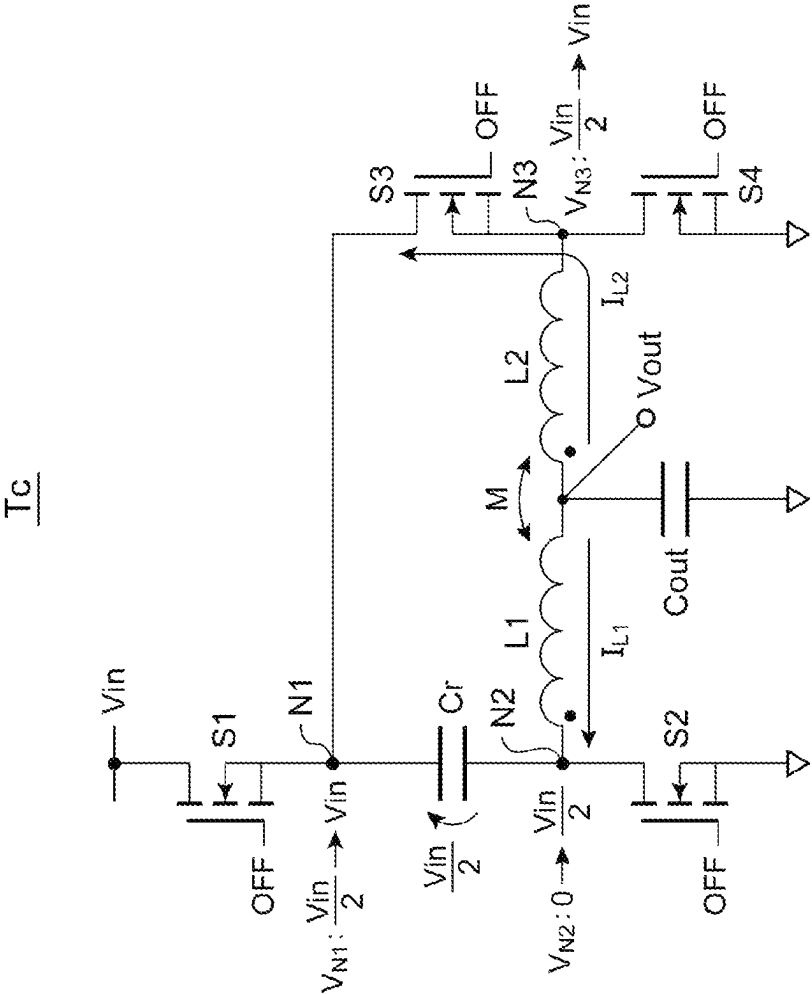 Tc
Vin
S1
OFF
N1
V_N1 : Vin/2 → Vin
Vin/2
Cr
N2
V_N2 : 0 → Vin/2
S2
OFF
L1
I_L1
M
Cout
Vout
L2
I_L2
S3
OFF
N3
V_N3 : Vin/2 → Vin
S4
OFF